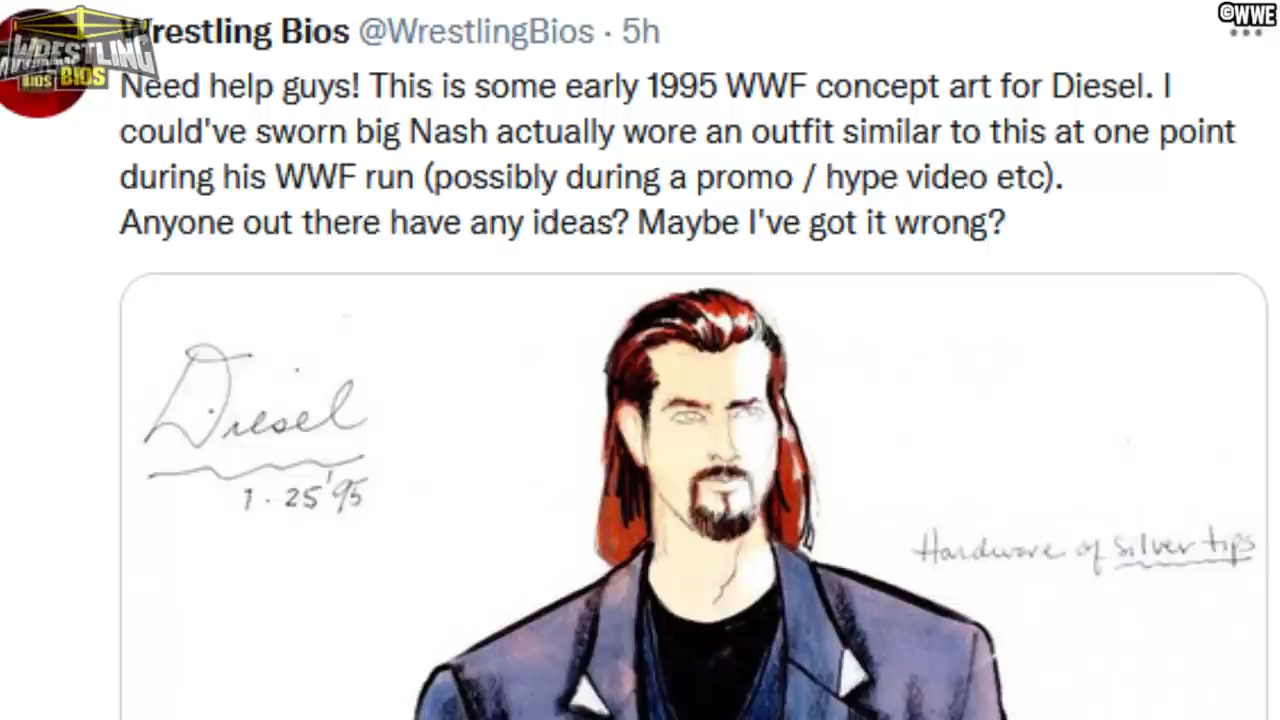 ©WWE
WRESTLING
BIOS BIOS
Wrestling Bios @WrestlingBios · 5h
Need help guys! This is some early 1995 WWF concept art for Diesel. I
could've sworn big Nash actually wore an outfit similar to this at one point
during his WWF run (possibly during a promo / hype video etc).
Anyone out there have any ideas? Maybe I've got it wrong?
Diesel
1·25'95
Hardware of silver tips